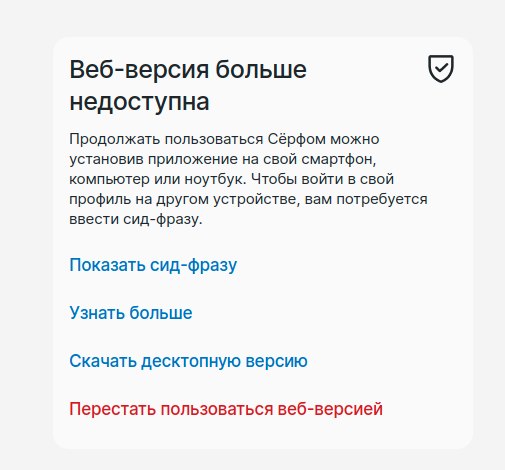 Веб-версия больше
недоступна
Продолжать пользоваться Сёрфом можно
установив приложение на свой смартфон,
компьютер или ноутбук. Чтобы войти в свой
профиль на другом устройстве, вам потребуется
ввести сид-фразу.
Показать сид-фразу
Узнать больше
Скачать десктопную версию
Перестать пользоваться веб-версией